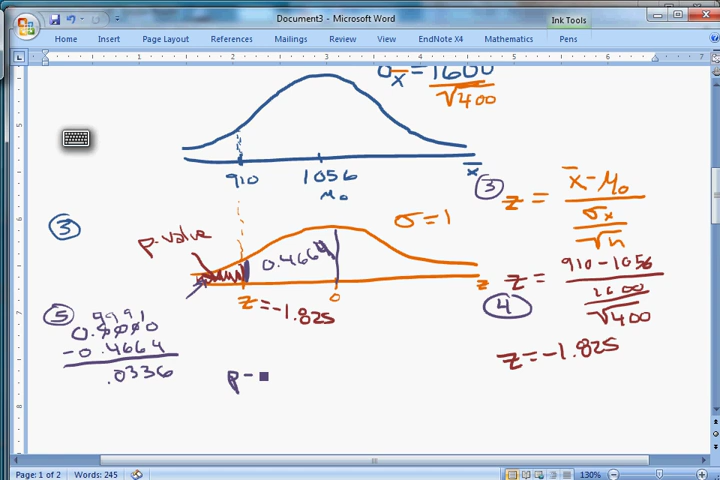 Document3 - Microsoft Word
Ink Tools
Home Insert Page Layout References Mailings Review View EndNote X4 Mathematics Pens
σx̄ = 1600/√400
910 1056 x̄
μ₀
③ z = (x̄ - μ₀)/(σx/√n)
③
p-value
σ = 1
0.4664
z
0
z = -1.825
z = (910 - 1056)/(1600/√400)
④
z = -1.825
⑤ 9991
0.0000
-0.4664
.0336
p-
Page: 1 of 2 Words: 245 130%